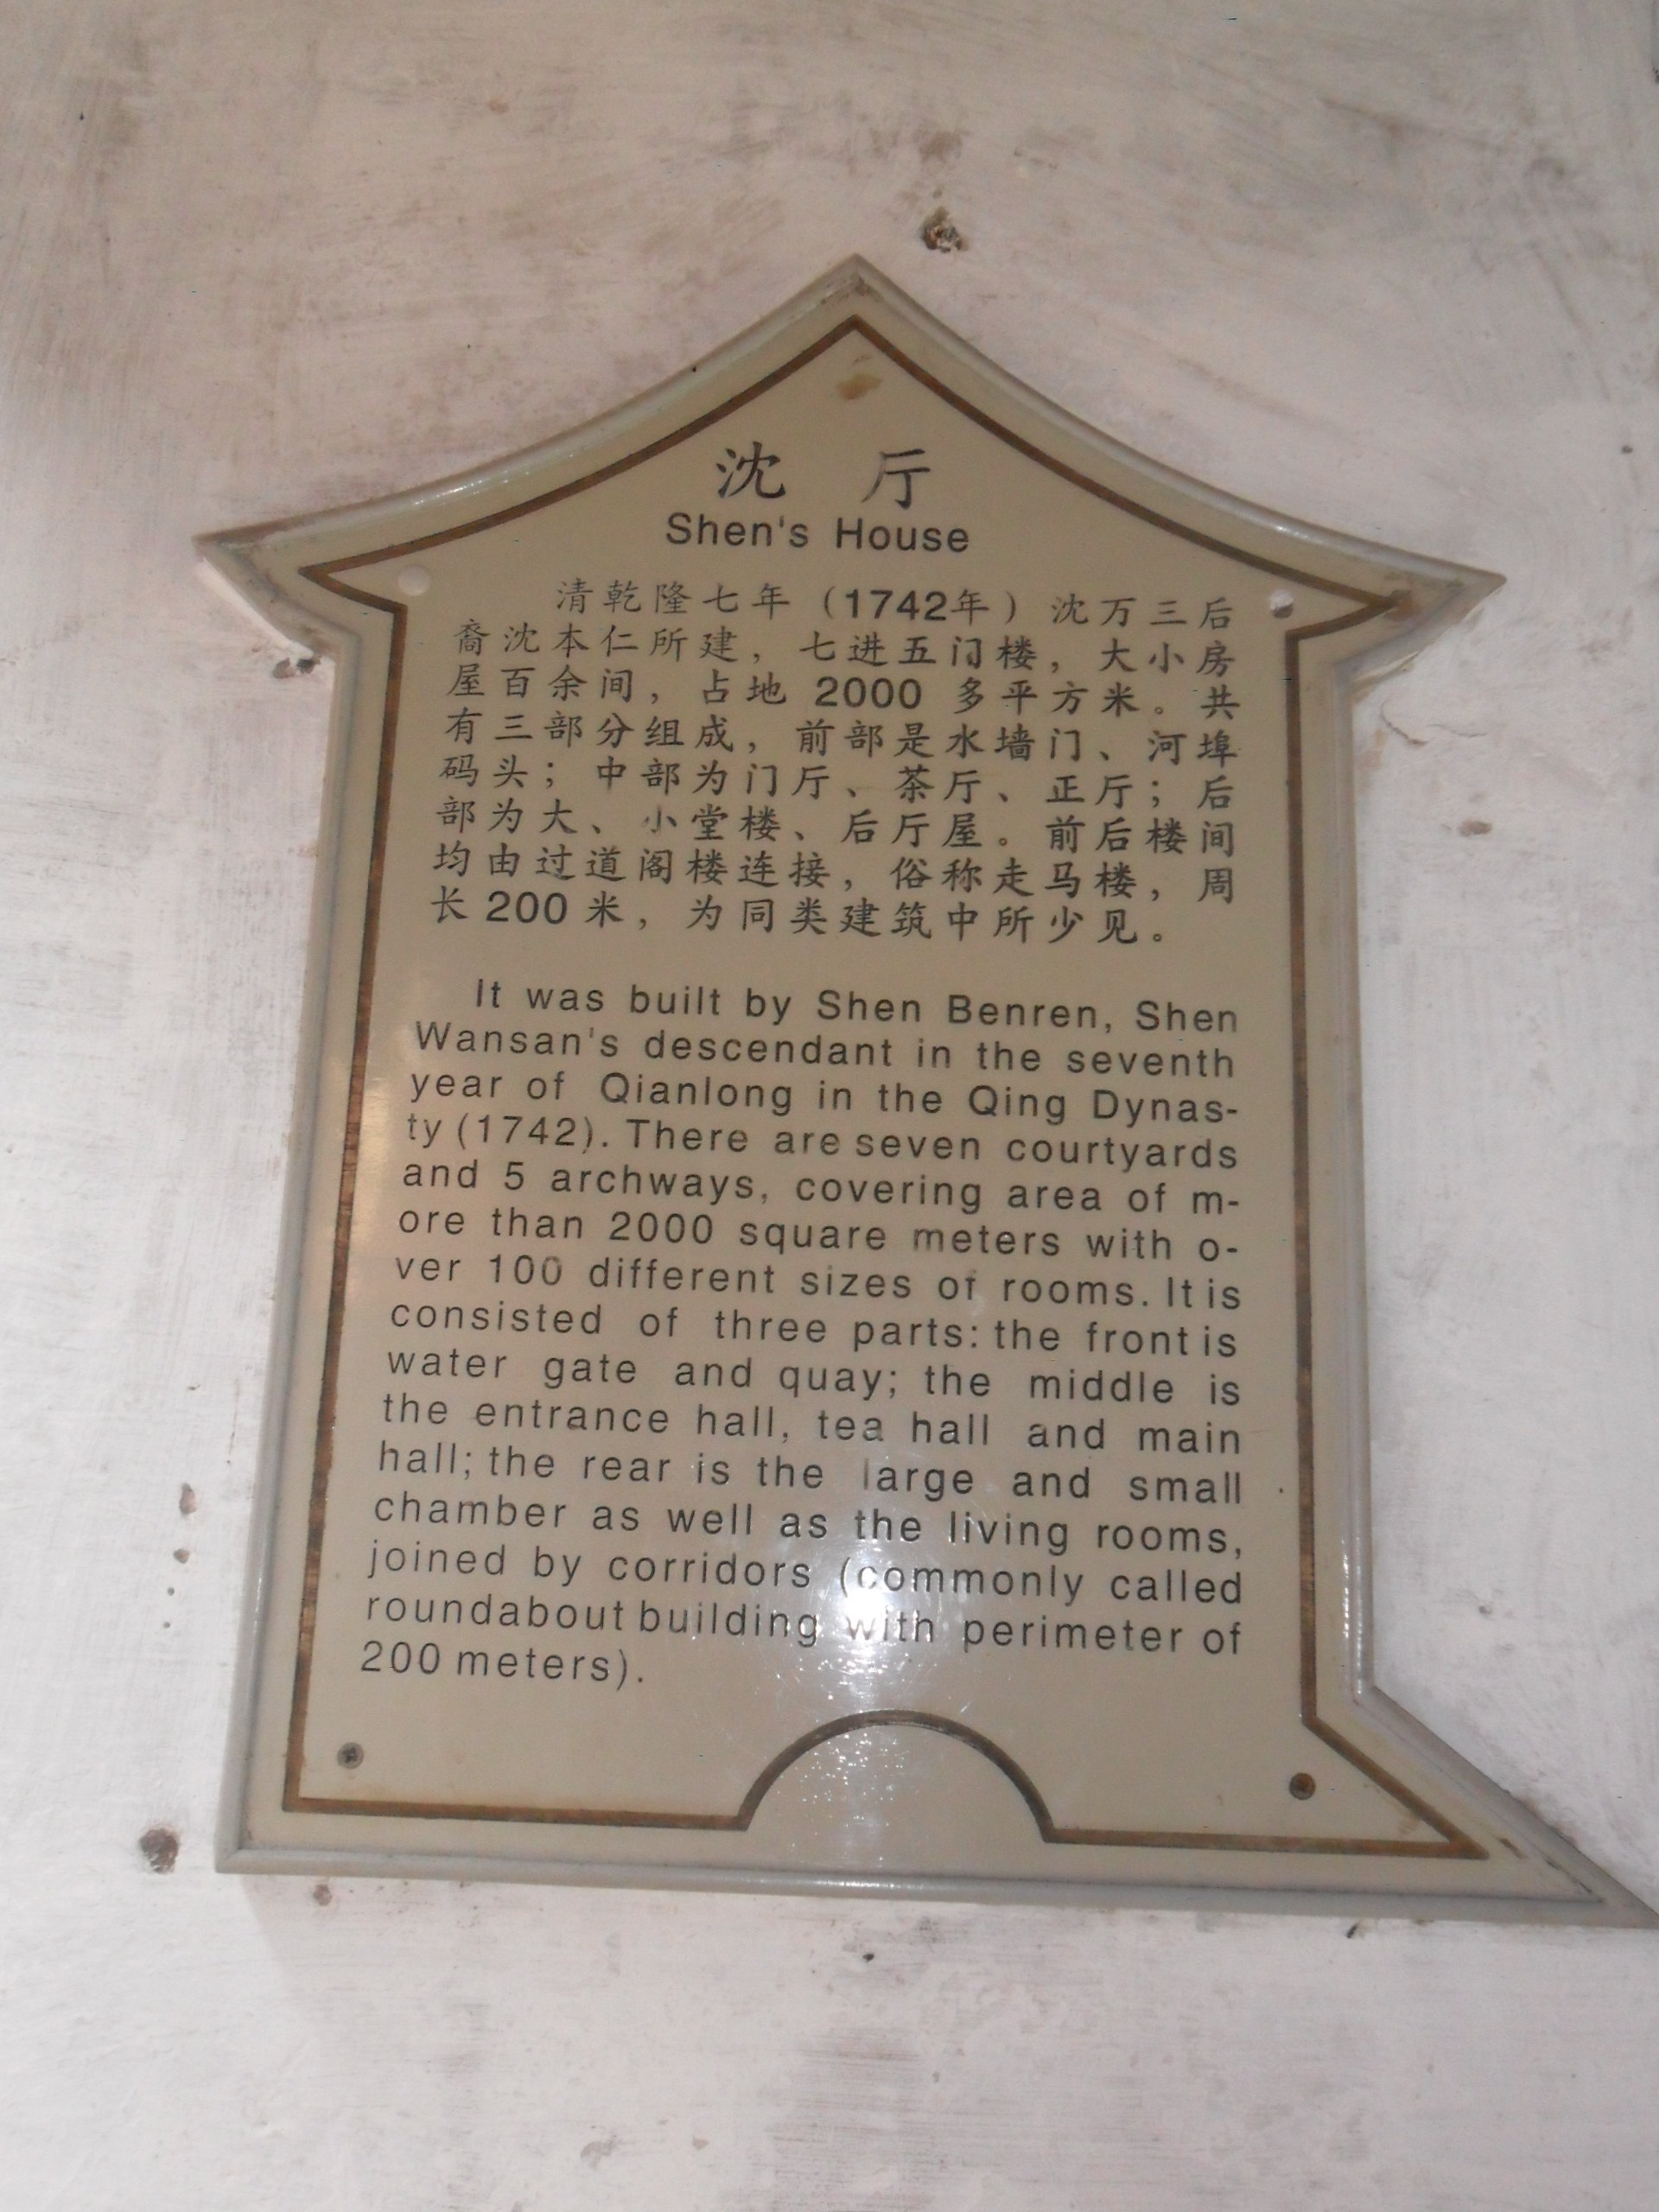 沈 厅
Shen's House
清乾隆七年（1742年）沈万三后
裔沈本仁所建，七进五门楼，大小房
屋百余间，占地 2000 多平方米。共
有三部分组成，前部是水墙门、河埠
码头；中部为门厅、茶厅、正厅；后
部为大、小堂楼、后厅屋。前后楼间
均由过道阁楼连接，俗称走马楼，周
长 200 米，为同类建筑中所少见。
It was built by Shen Benren, Shen
Wansan's descendant in the seventh
year of Qianlong in the Qing Dynas-
ty (1742). There are seven courtyards
and 5 archways, covering area of m-
ore than 2000 square meters with o-
ver 100 different sizes of rooms. It is
consisted of three parts: the front is
water gate and quay; the middle is
the entrance hall, tea hall and main
hall; the rear is the large and small
chamber as well as the living rooms,
joined by corridors (commonly called
roundabout building with perimeter of
200 meters).